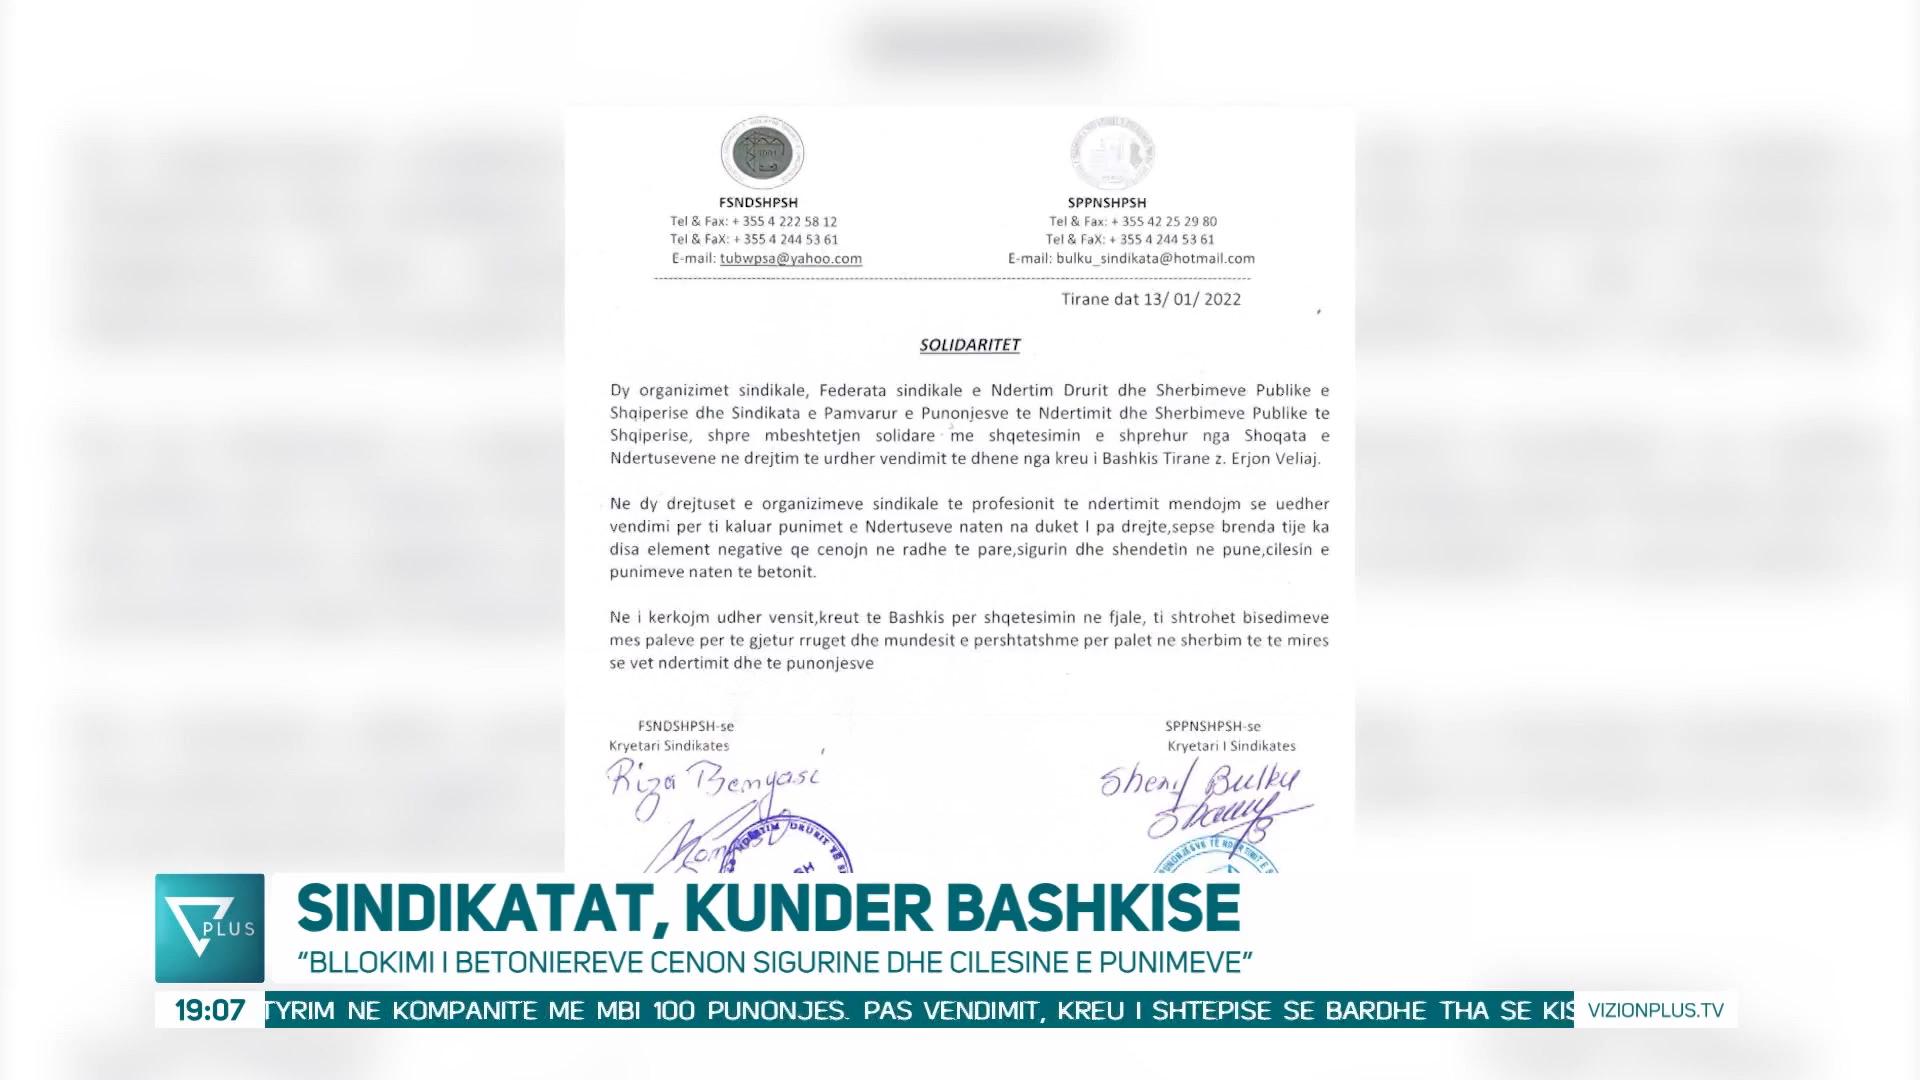 FSNDSHPSH
Tel & Fax: + 355 4 222 58 12
Tel & FaX: + 355 4 244 53 61
E-mail: tubwpsa@yahoo.com
SPPNSHPSH
Tel & Fax: + 355 42 25 29 80
Tel & FaX: + 355 4 244 53 61
E-mail: bulku_sindikata@hotmail.com
Tirane dat 13/ 01/ 2022
SOLIDARITET
Dy organizimet sindikale, Federata sindikale e Ndertim Drurit dhe Sherbimeve Publike e
Shqiperise dhe Sindikata e Pamvarur e Punonjesve te Ndertimit dhe Sherbimeve Publike te
Shqiperise, shpre mbeshtetjen solidare me shqetesimin e shprehur nga Shoqata e
Ndertusevene ne drejtim te urdher vendimit te dhene nga kreu i Bashkis Tirane z. Erjon Veliaj.
Ne dy drejtuset e organizimeve sindikale te profesionit te ndertimit mendojm se uedher
vendimi per ti kaluar punimet e Ndertuseve naten na duket I pa drejte,sepse brenda tije ka
disa element negative qe cenojn ne radhe te pare,sigurin dhe shendetin ne pune,cilesin e
punimeve naten te betonit.
Ne i kerkojm udher vensit,kreut te Bashkis per shqetesimin ne fjale, ti shtrohet bisedimeve
mes paleve per te gjetur rruget dhe mundesit e pershtatshme per palet ne sherbim te te mires
se vet ndertimit dhe te punonjesve
FSNDSHPSH-se
Kryetari Sindikates
Riza Benyasi
SPPNSHPSH-se
Kryetari I Sindikates
Sherif Bulku
NDËRTIM DRURIT
PUNONJESVE TË NDËRTIMIT E
PLUS
SINDIKATAT, KUNDER BASHKISE
“BLLOKIMI I BETONIEREVE CENON SIGURINE DHE CILESINE E PUNIMEVE”
19:07
TYRIM NE KOMPANITE ME MBI 100 PUNONJES. PAS VENDIMIT, KREU I SHTEPISE SE BARDHE THA SE KIS
VIZIONPLUS.TV